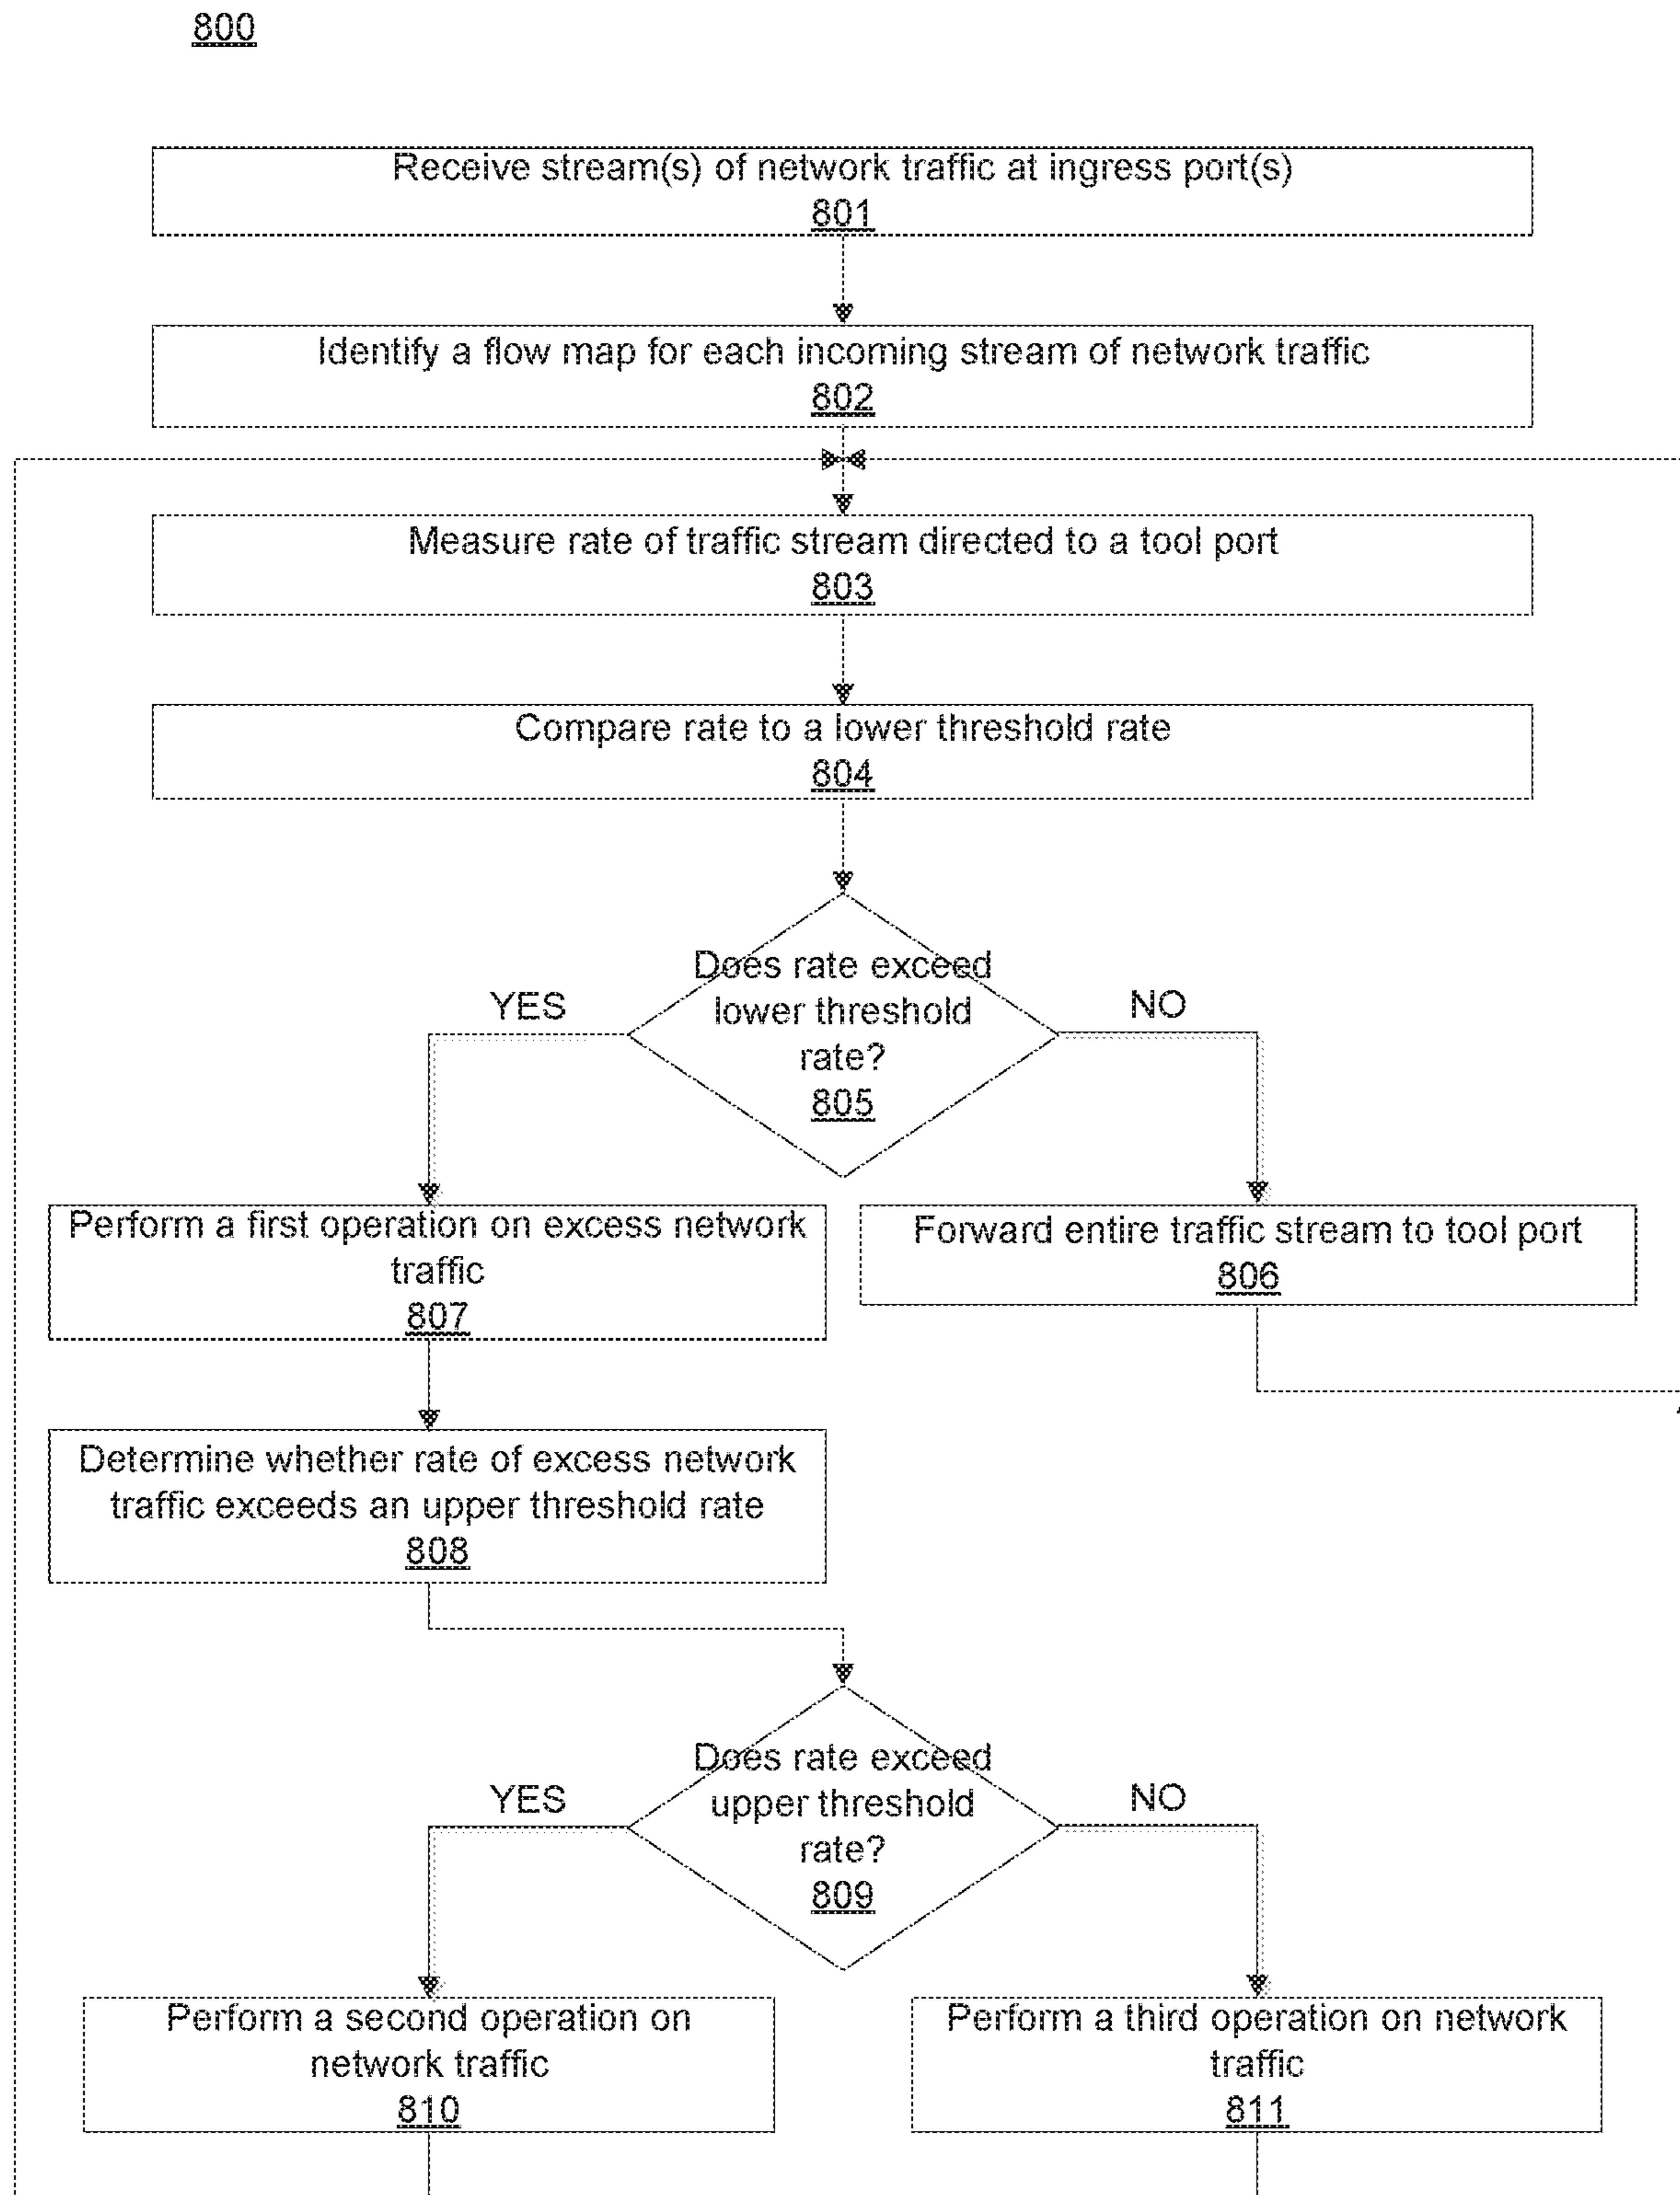 800
Receive stream(s) of network traffic at ingress port(s)
801
Identify a flow map for each incoming stream of network traffic
802
Measure rate of traffic stream directed to a tool port
803
Compare rate to a lower threshold rate
804
Does rate exceed
lower threshold
rate?
805
YES
NO
Perform a first operation on excess network
traffic
807
Forward entire traffic stream to tool port
806
Determine whether rate of excess network
traffic exceeds an upper threshold rate
808
Does rate exceed
upper threshold
rate?
809
YES
NO
Perform a second operation on
network traffic
810
Perform a third operation on network
traffic
811